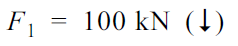 F₁ = 100 kN (↓)